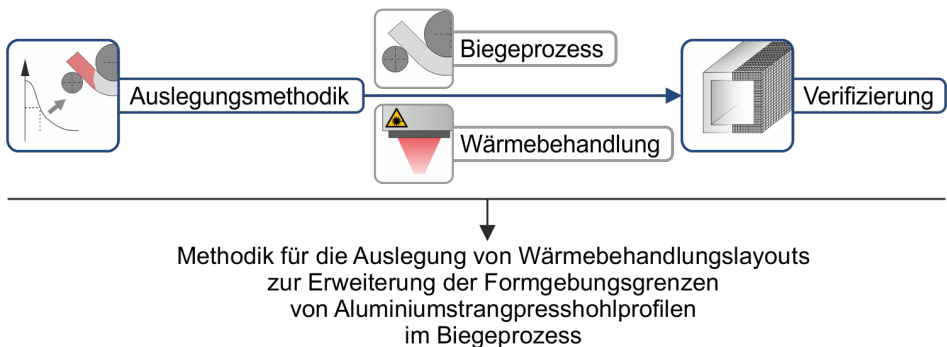 Biegeprozess
Auslegungsmethodik
Verifizierung
Wärmebehandlung
Methodik für die Auslegung von Wärmebehandlungslayouts
zur Erweiterung der Formgebungsgrenzen
von Aluminiumstrangpresshohlprofilen
im Biegeprozess